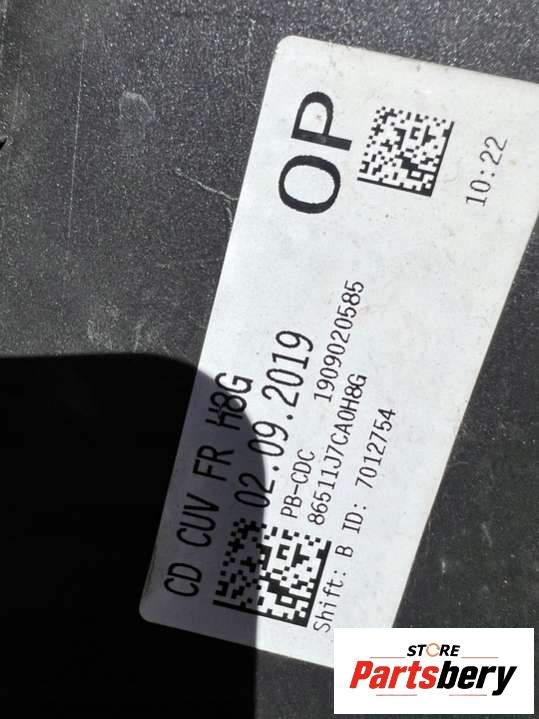 OP
10:22
CD CUV FR H8G
02.09.2019
PB-CDC 1909020585
86511J7CA0H8G
Shift: B ID: 7012754
STORE
Partsbery